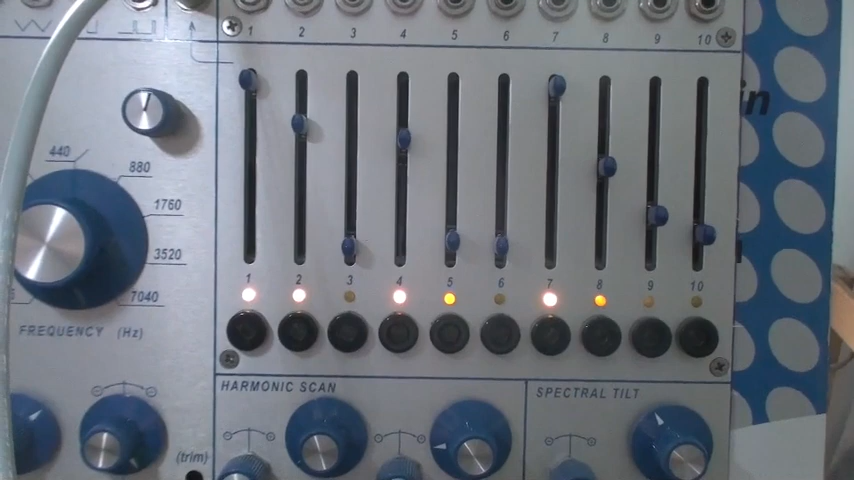 1 2 3 4 5 6 7 8 9 10
in
440
880
1760
3520
7040
FREQUENCY (Hz)
1 2 3 4 5 6 7 8 9 10
HARMONIC SCAN
SPECTRAL TILT
(trim)